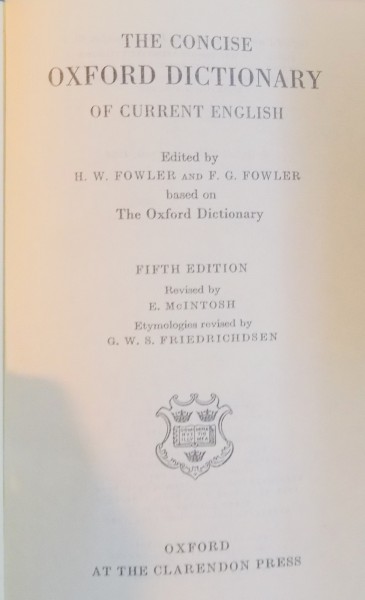 THE CONCISE
OXFORD DICTIONARY
OF CURRENT ENGLISH
Edited by
H. W. FOWLER AND F. G. FOWLER
based on
The Oxford Dictionary
FIFTH EDITION
Revised by
E. McINTOSH
Etymologies revised by
G. W. S. FRIEDRICHDSEN
OXFORD
AT THE CLARENDON PRESS